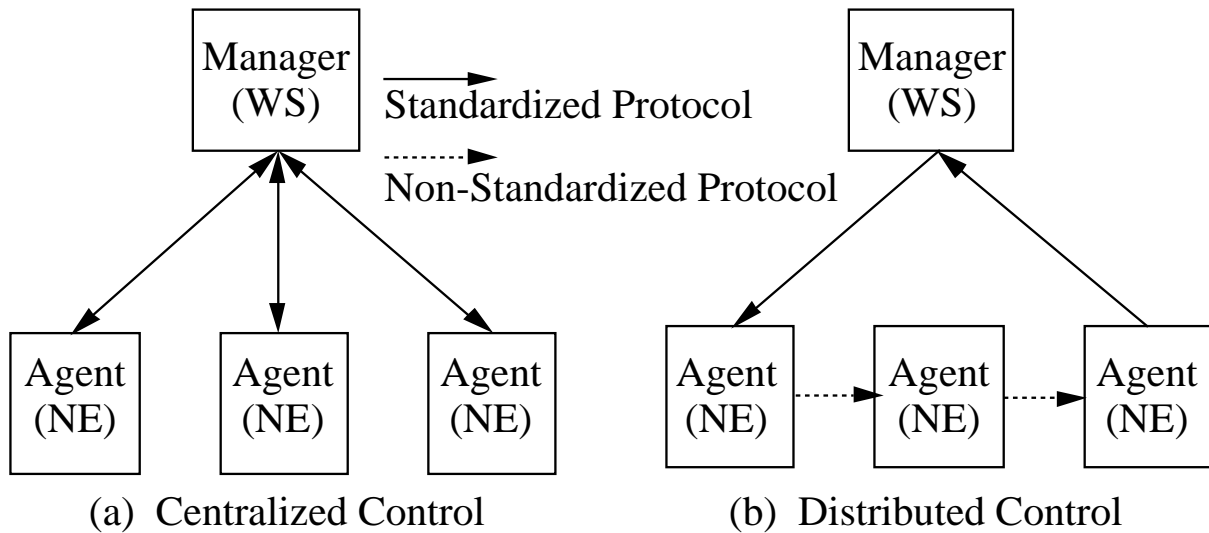 Manager
(WS)
Standardized Protocol
Non-Standardized Protocol
Agent
(NE)
Agent
(NE)
Agent
(NE)
(a) Centralized Control
Manager
(WS)
Agent
(NE)
Agent
(NE)
Agent
(NE)
(b) Distributed Control